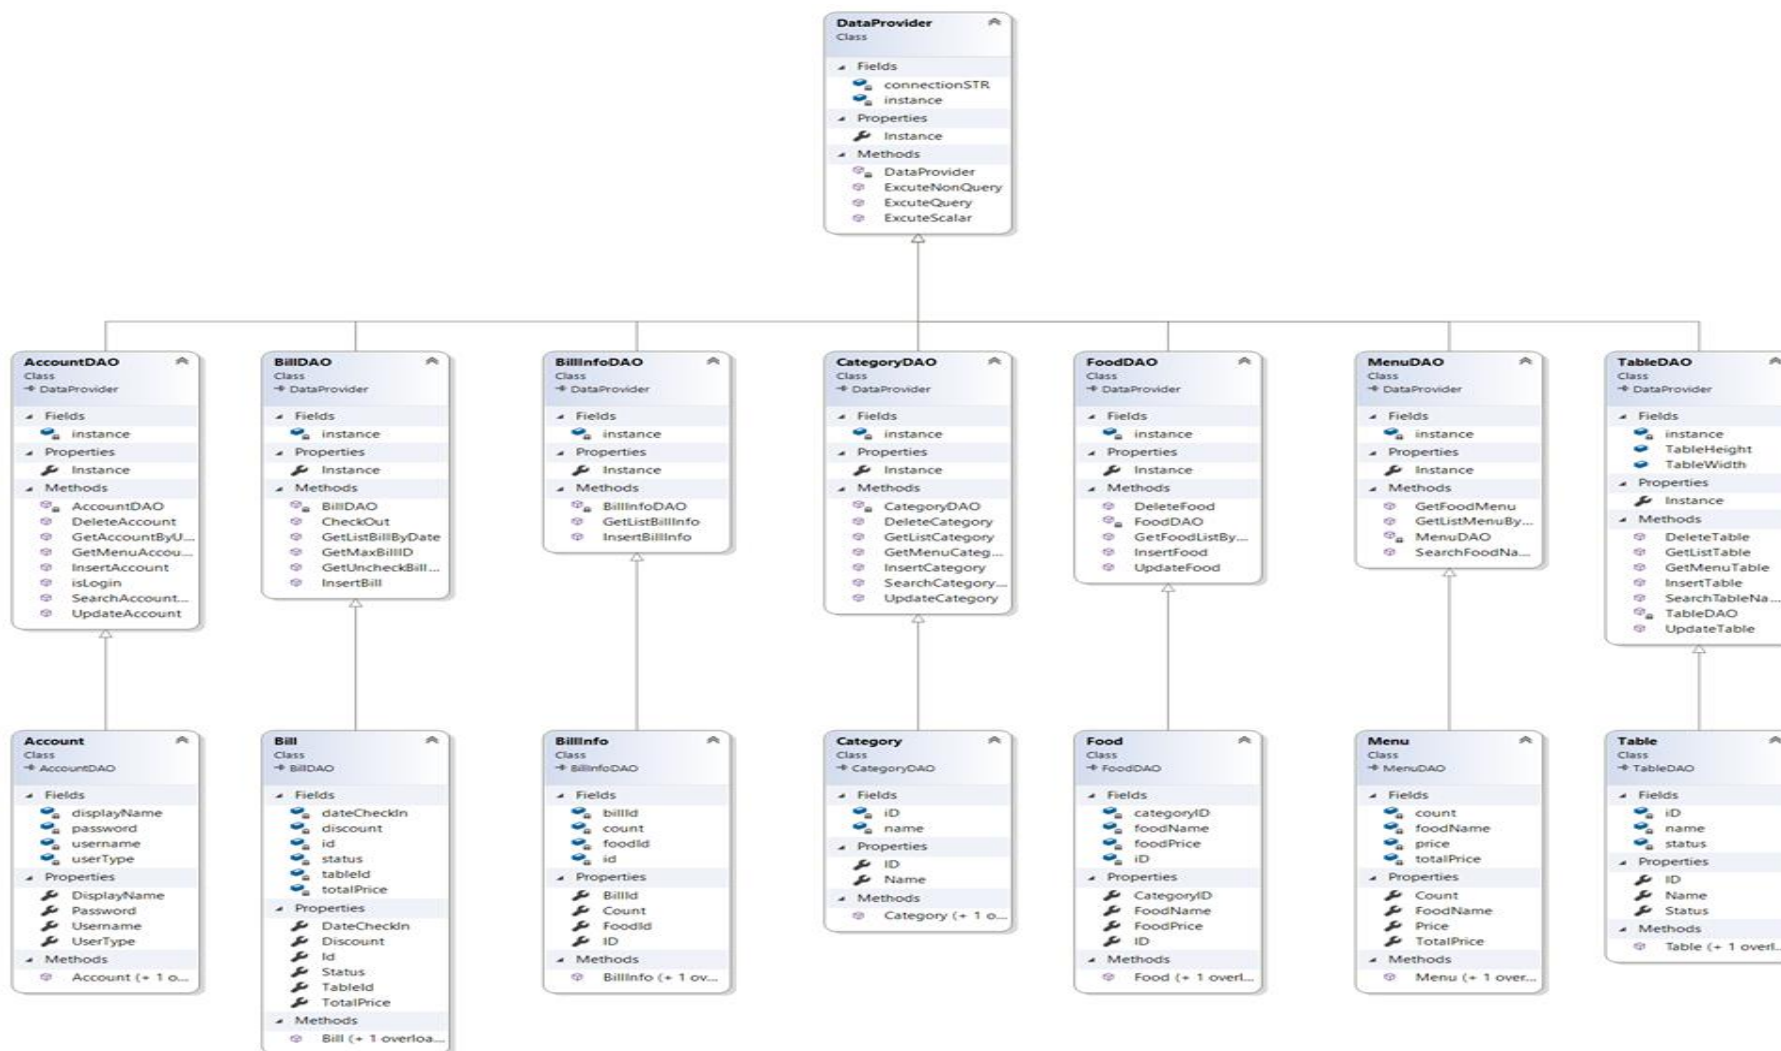 DataProvider
Class
Fields
connectionSTR
instance
Properties
Instance
Methods
DataProvider
ExcuteNonQuery
ExcuteQuery
ExcuteScalar
AccountDAO
Class
DataProvider
Fields
instance
Properties
Instance
Methods
AccountDAO
DeleteAccount
GetAccountByU...
GetMenuAccou...
InsertAccount
isLogin
SearchAccount...
UpdateAccount
BillDAO
Class
DataProvider
Fields
instance
Properties
Instance
Methods
BillDAO
CheckOut
GetListBillByDate
GetMaxBillID
GetUncheckBill...
InsertBill
BillInfoDAO
Class
DataProvider
Fields
instance
Properties
Instance
Methods
BillInfoDAO
GetListBillInfo
InsertBillInfo
CategoryDAO
Class
DataProvider
Fields
instance
Properties
Instance
Methods
CategoryDAO
DeleteCategory
GetListCategory
GetMenuCateg...
InsertCategory
SearchCategory...
UpdateCategory
FoodDAO
Class
DataProvider
Fields
instance
Properties
Instance
Methods
DeleteFood
FoodDAO
GetFoodListBy...
InsertFood
UpdateFood
MenuDAO
Class
DataProvider
Fields
instance
Properties
Instance
Methods
GetFoodMenu
GetListMenuBy...
MenuDAO
SearchFoodNa...
TableDAO
Class
DataProvider
Fields
instance
TableHeight
TableWidth
Properties
Instance
Methods
DeleteTable
GetListTable
GetMenuTable
InsertTable
SearchTableNa...
TableDAO
UpdateTable
Account
Class
AccountDAO
Fields
displayName
password
username
userType
Properties
DisplayName
Password
Username
UserType
Methods
Account (+ 1 o...
Bill
Class
BillDAO
Fields
dateCheckIn
discount
id
status
tableId
totalPrice
Properties
DateCheckIn
Discount
Id
Status
TableId
TotalPrice
Methods
Bill (+ 1 overloa...
BillInfo
Class
BillInfoDAO
Fields
billId
count
foodId
id
Properties
BillId
Count
FoodId
ID
Methods
BillInfo (+ 1 ov...
Category
Class
CategoryDAO
Fields
iD
name
Properties
ID
Name
Methods
Category (+ 1 o...
Food
Class
FoodDAO
Fields
categoryID
foodName
foodPrice
iD
Properties
CategoryID
FoodName
FoodPrice
ID
Methods
Food (+ 1 overl...
Menu
Class
MenuDAO
Fields
count
foodName
price
totalPrice
Properties
Count
FoodName
Price
TotalPrice
Methods
Menu (+ 1 over...
Table
Class
TableDAO
Fields
iD
name
status
Properties
ID
Name
Status
Methods
Table (+ 1 overl...